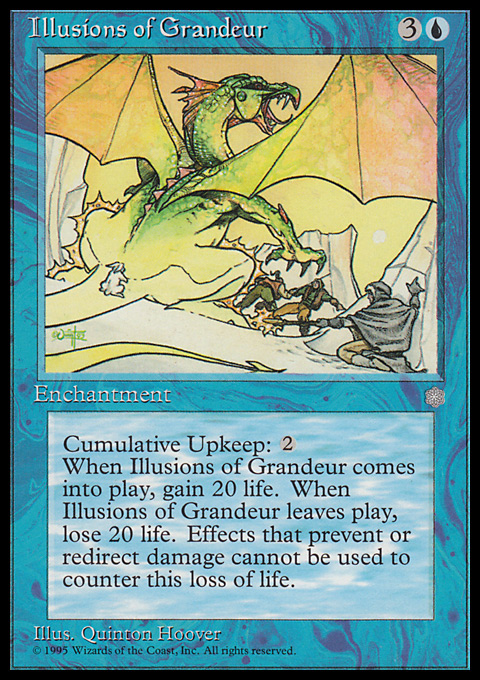 Illusions of Grandeur 3
Enchantment
Cumulative Upkeep: 2
When Illusions of Grandeur comes
into play, gain 20 life. When
Illusions of Grandeur leaves play,
lose 20 life. Effects that prevent or
redirect damage cannot be used to
counter this loss of life.
Illus. Quinton Hoover
© 1995 Wizards of the Coast, Inc. All rights reserved.